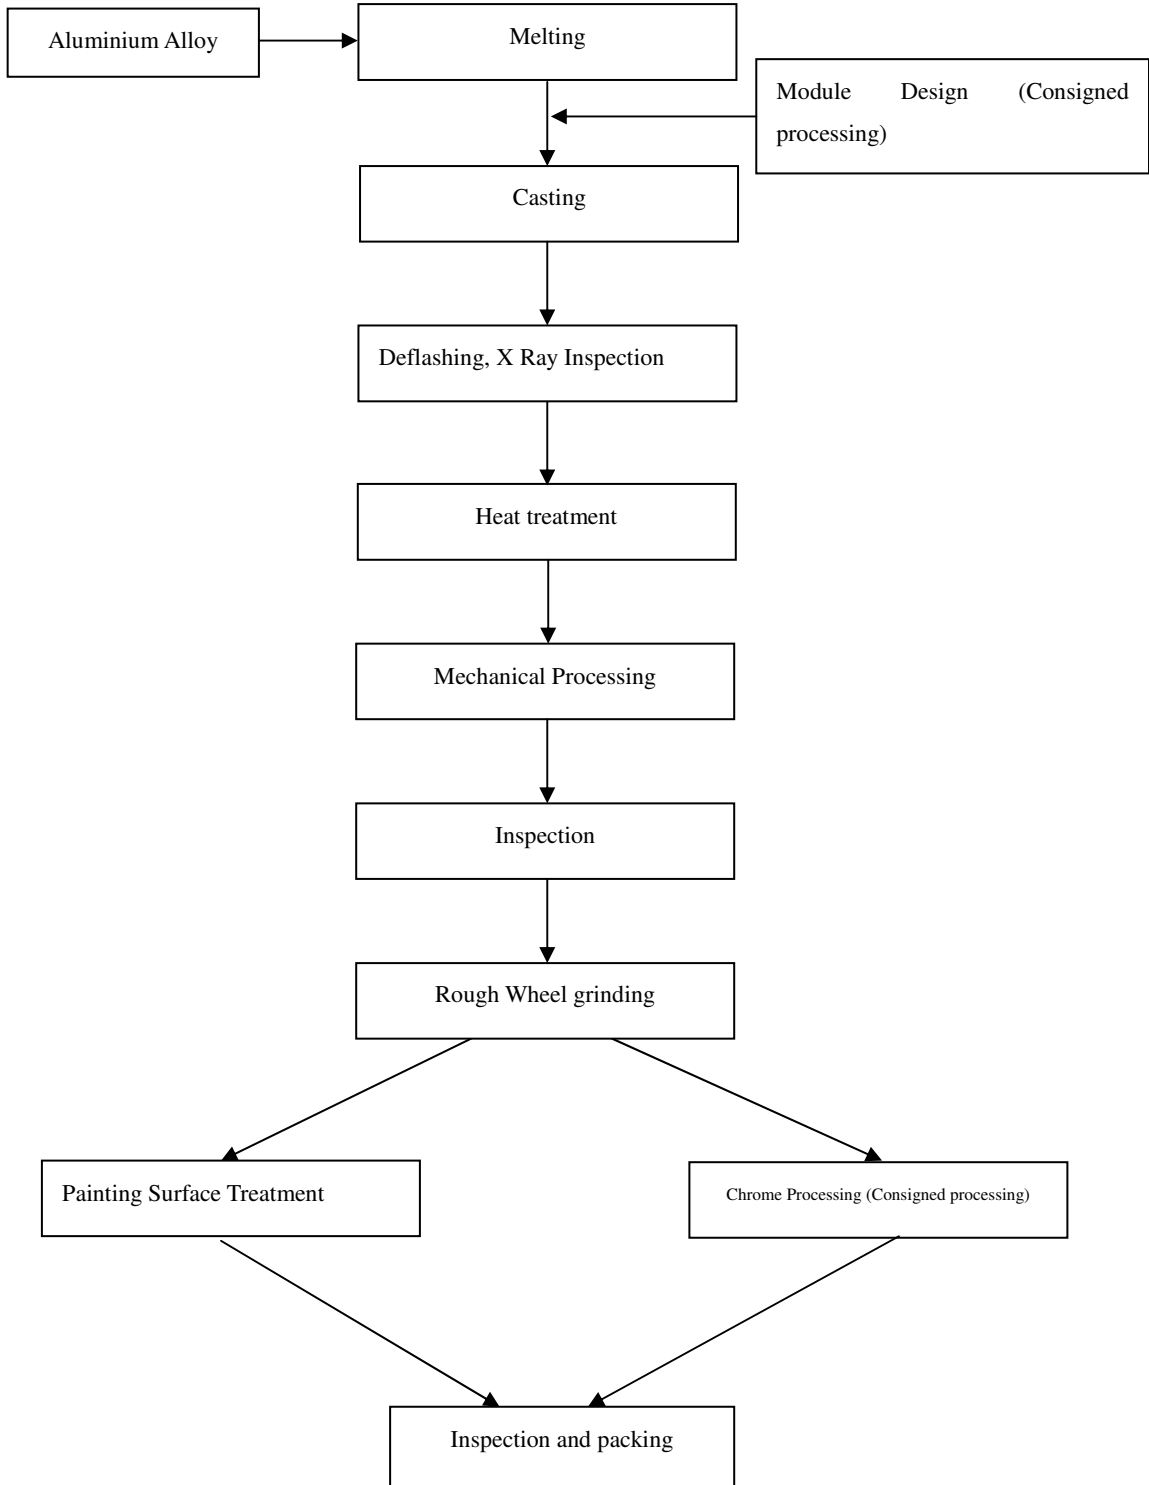 Aluminium Alloy
Melting
Module Design (Consigned
processing)
Casting
Deflashing, X Ray Inspection
Heat treatment
Mechanical Processing
Inspection
Rough Wheel grinding
Painting Surface Treatment
Chrome Processing (Consigned processing)
Inspection and packing